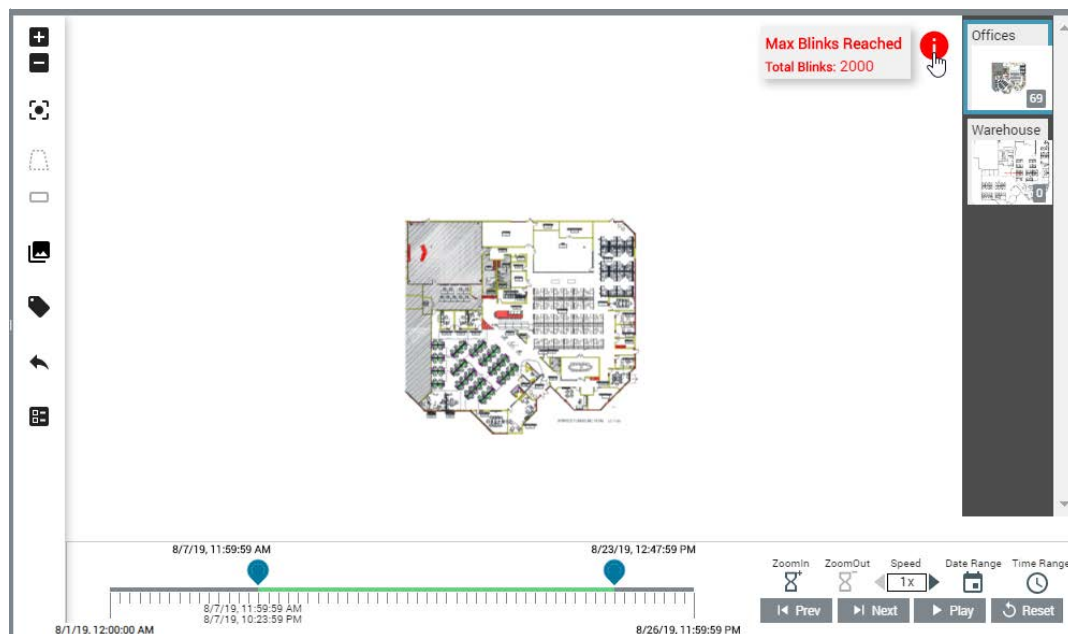 Max Blinks Reached
Total Blinks: 2000
Offices
69
Warehouse
0
8/7/19, 11:59:59 AM
8/23/19, 12:47:59 PM
8/7/19, 11:59:59 AM
8/7/19, 10:23:59 PM
8/1/19, 12:00:00 AM
8/26/19, 11:59:59 PM
ZoomIn ZoomOut Speed Date Range Time Range
1x
Prev Next Play Reset